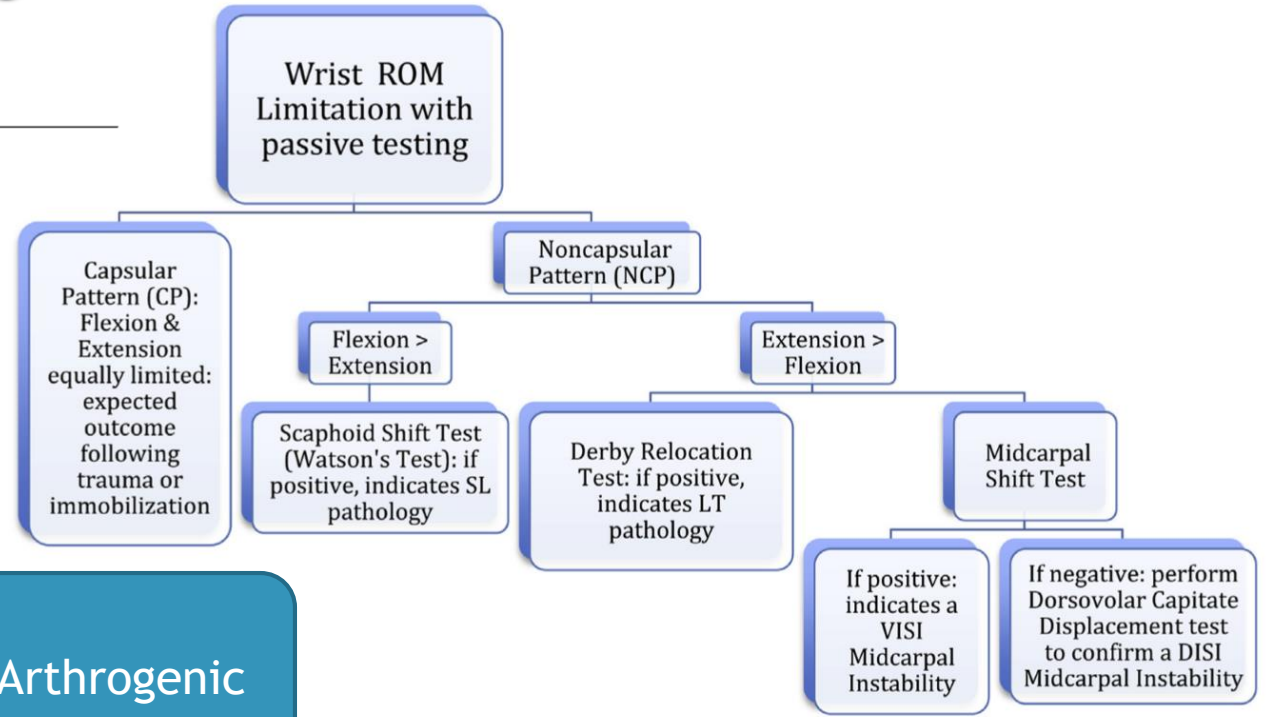 Wrist ROM
Limitation with
passive testing
Capsular
Pattern (CP):
Flexion &
Extension
equally limited:
expected
outcome
following
trauma or
immobilization
Noncapsular
Pattern (NCP)
Flexion >
Extension
Scaphoid Shift Test
(Watson's Test): if
positive, indicates SL
pathology
Extension >
Flexion
Derby Relocation
Test: if positive,
indicates LT
pathology
Midcarpal
Shift Test
If positive:
indicates a
VISI
Midcarpal
Instability
If negative: perform
Dorsovolar Capitate
Displacement test
to confirm a DISI
Midcarpal Instability
Arthrogenic